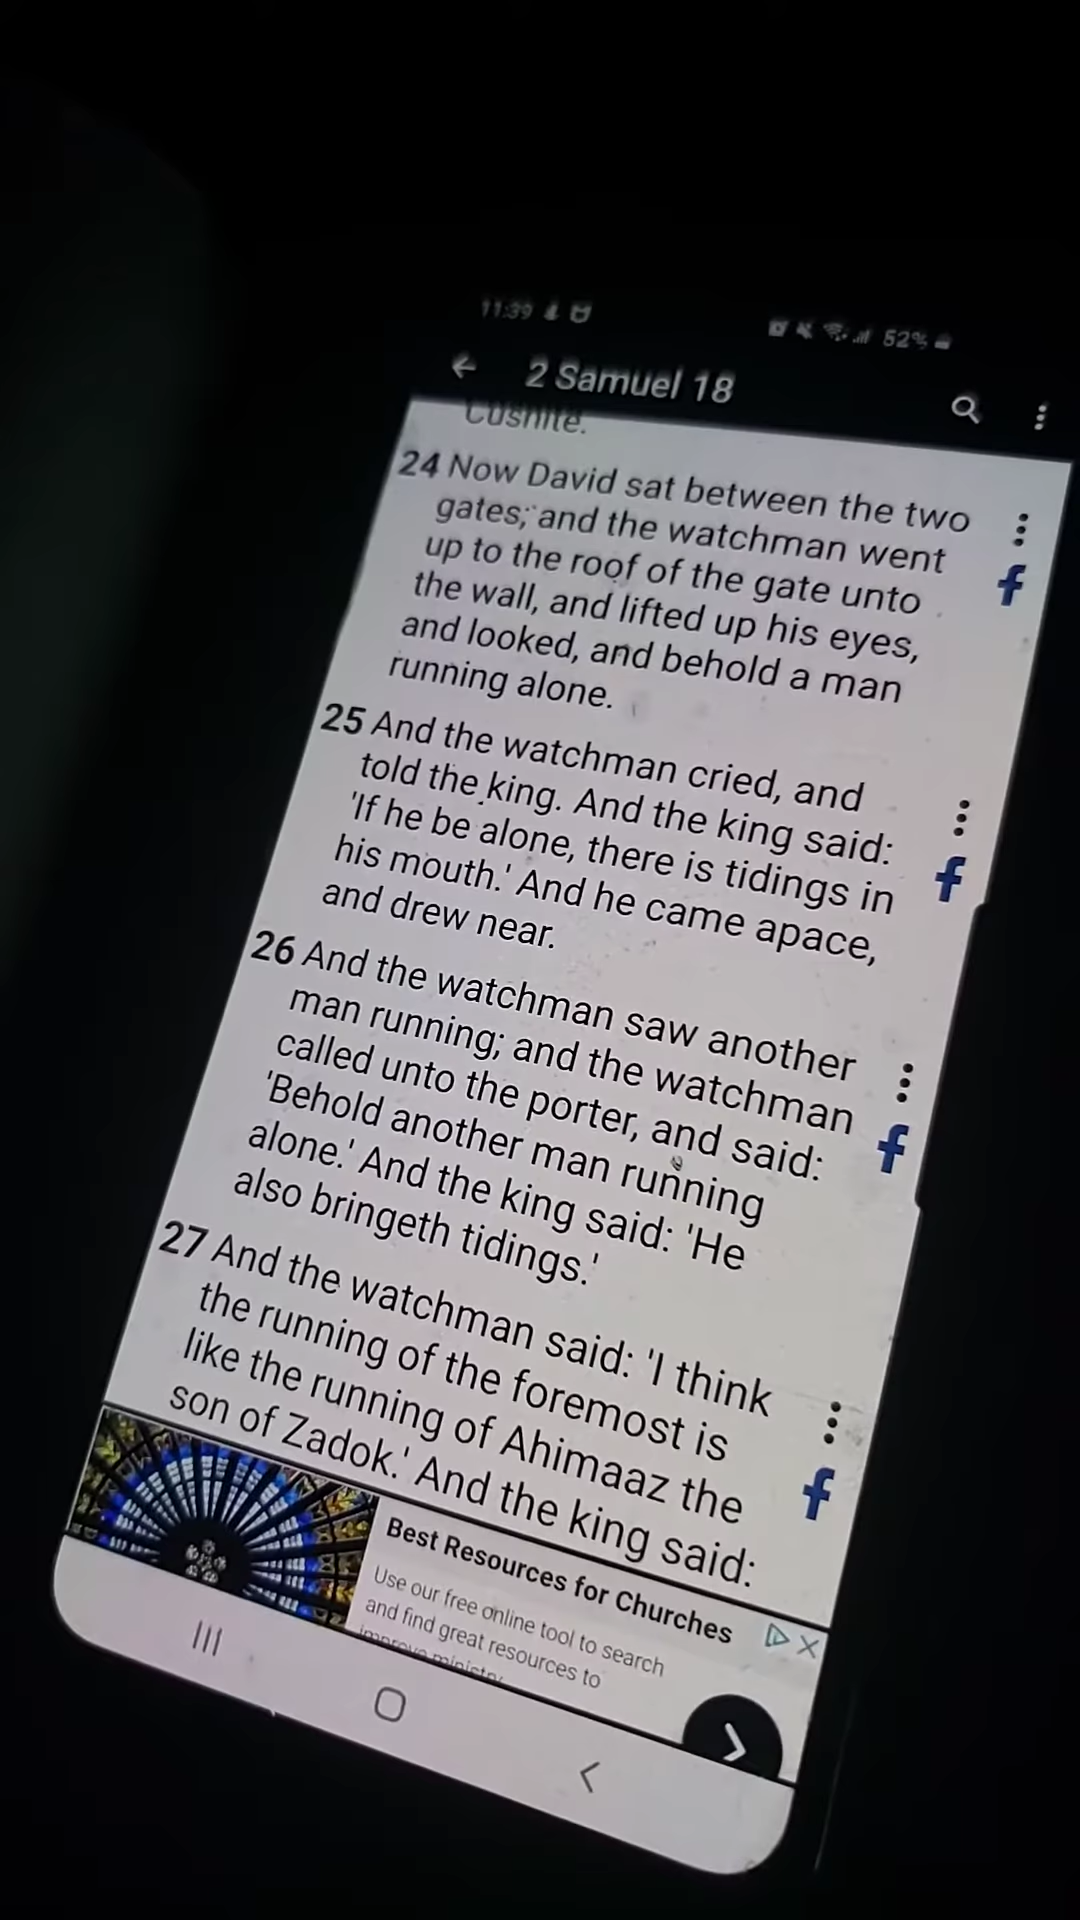 11:39
52%
2 Samuel 18
Cushite.
24 Now David sat between the two
gates; and the watchman went
up to the roof of the gate unto
the wall, and lifted up his eyes,
and looked, and behold a man
running alone.
25 And the watchman cried, and
told the king. And the king said:
'If he be alone, there is tidings in
his mouth.' And he came apace,
and drew near.
26 And the watchman saw another
man running; and the watchman
called unto the porter, and said:
'Behold another man running
alone.' And the king said: 'He
also bringeth tidings.'
27 And the watchman said: 'I think
the running of the foremost is
like the running of Ahimaaz the
son of Zadok.' And the king said:
Best Resources for Churches
Use our free online tool to search
and find great resources to
improve ministry